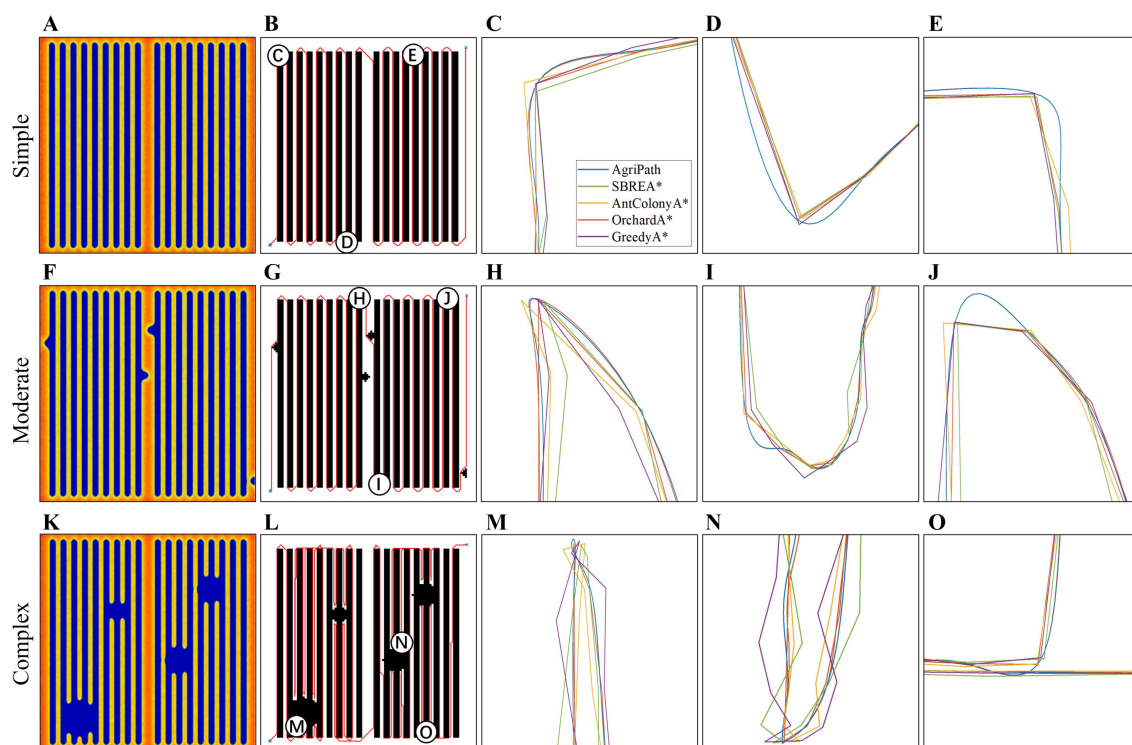 A
B
C
D
E
Simple
C
E
D
AgriPath
SBREA*
AntColonyA*
OrchardA*
GreedyA*
F
G
H
I
J
Moderate
H
J
I
K
L
M
N
O
Complex
N
M
O